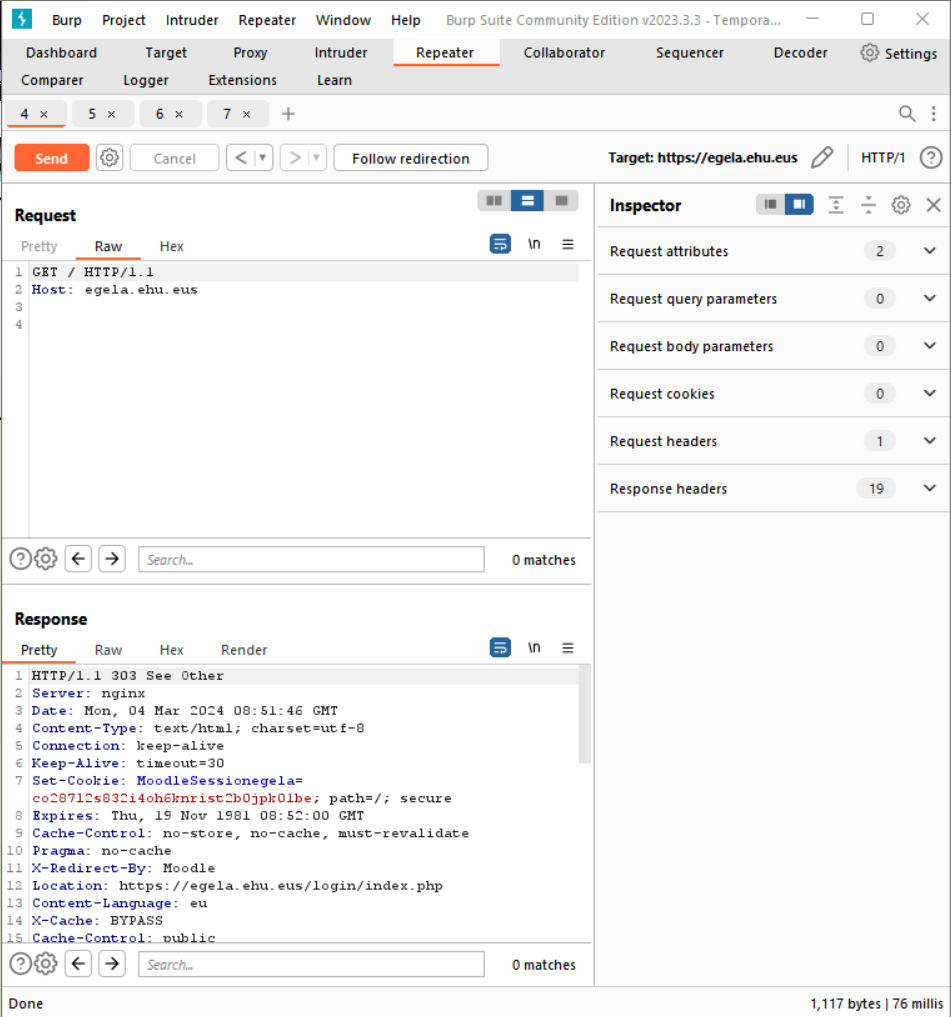 Burp Project Intruder Repeater Window Help Burp Suite Community Edition v2023.3.3 - Tempora...
Dashboard Target Proxy Intruder Repeater Collaborator Sequencer Decoder Settings
Comparer Logger Extensions Learn
4 × 5 × 6 × 7 × +
Send Cancel < > Follow redirection Target: https://egela.ehu.eus HTTP/1 ?
Request
Pretty Raw Hex \n
1 GET / HTTP/1.1
2 Host: egela.ehu.eus
3
4
Search... 0 matches
Response
Pretty Raw Hex Render \n
1 HTTP/1.1 303 See Other
2 Server: nginx
3 Date: Mon, 04 Mar 2024 08:51:46 GMT
4 Content-Type: text/html; charset=utf-8
5 Connection: keep-alive
6 Keep-Alive: timeout=30
7 Set-Cookie: MoodleSessionegela=
co28712s832i4oh6knrist2b0jpk01be; path=/; secure
8 Expires: Thu, 19 Nov 1981 08:52:00 GMT
9 Cache-Control: no-store, no-cache, must-revalidate
10 Pragma: no-cache
11 X-Redirect-By: Moodle
12 Location: https://egela.ehu.eus/login/index.php
13 Content-Language: eu
14 X-Cache: BYPASS
15 Cache-Control: public
Search... 0 matches
Inspector
Request attributes 2
Request query parameters 0
Request body parameters 0
Request cookies 0
Request headers 1
Response headers 19
Done 1,117 bytes | 76 millis